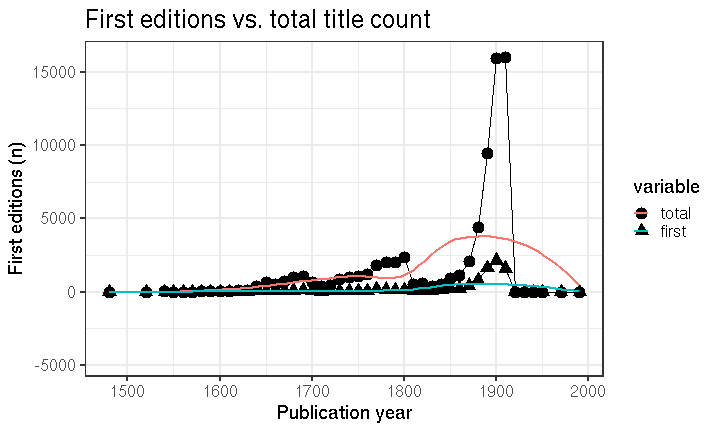 First editions vs. total title count
First editions (n)
15000
10000
5000
0
-5000
1500
1600
1700
1800
1900
2000
Publication year
variable
total
first